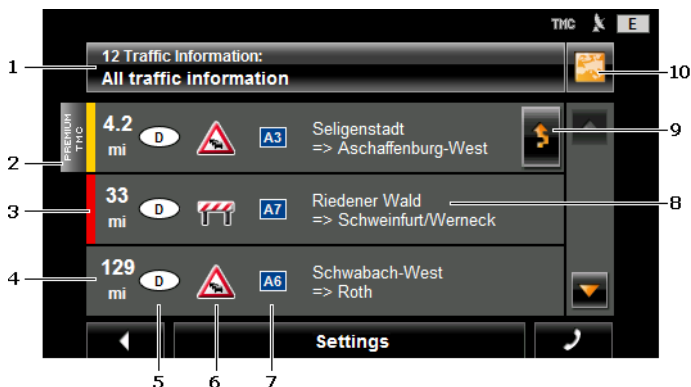 TMC E
1
12 Traffic Information:
All traffic information
10
2
PREMIUM
TMC
4.2
mi
D
A3
Seligenstadt
=> Aschaffenburg-West
9
3
33
mi
D
A7
Riedener Wald
=> Schweinfurt/Werneck
8
4
129
mi
D
A6
Schwabach-West
=> Roth
Settings
5 6 7